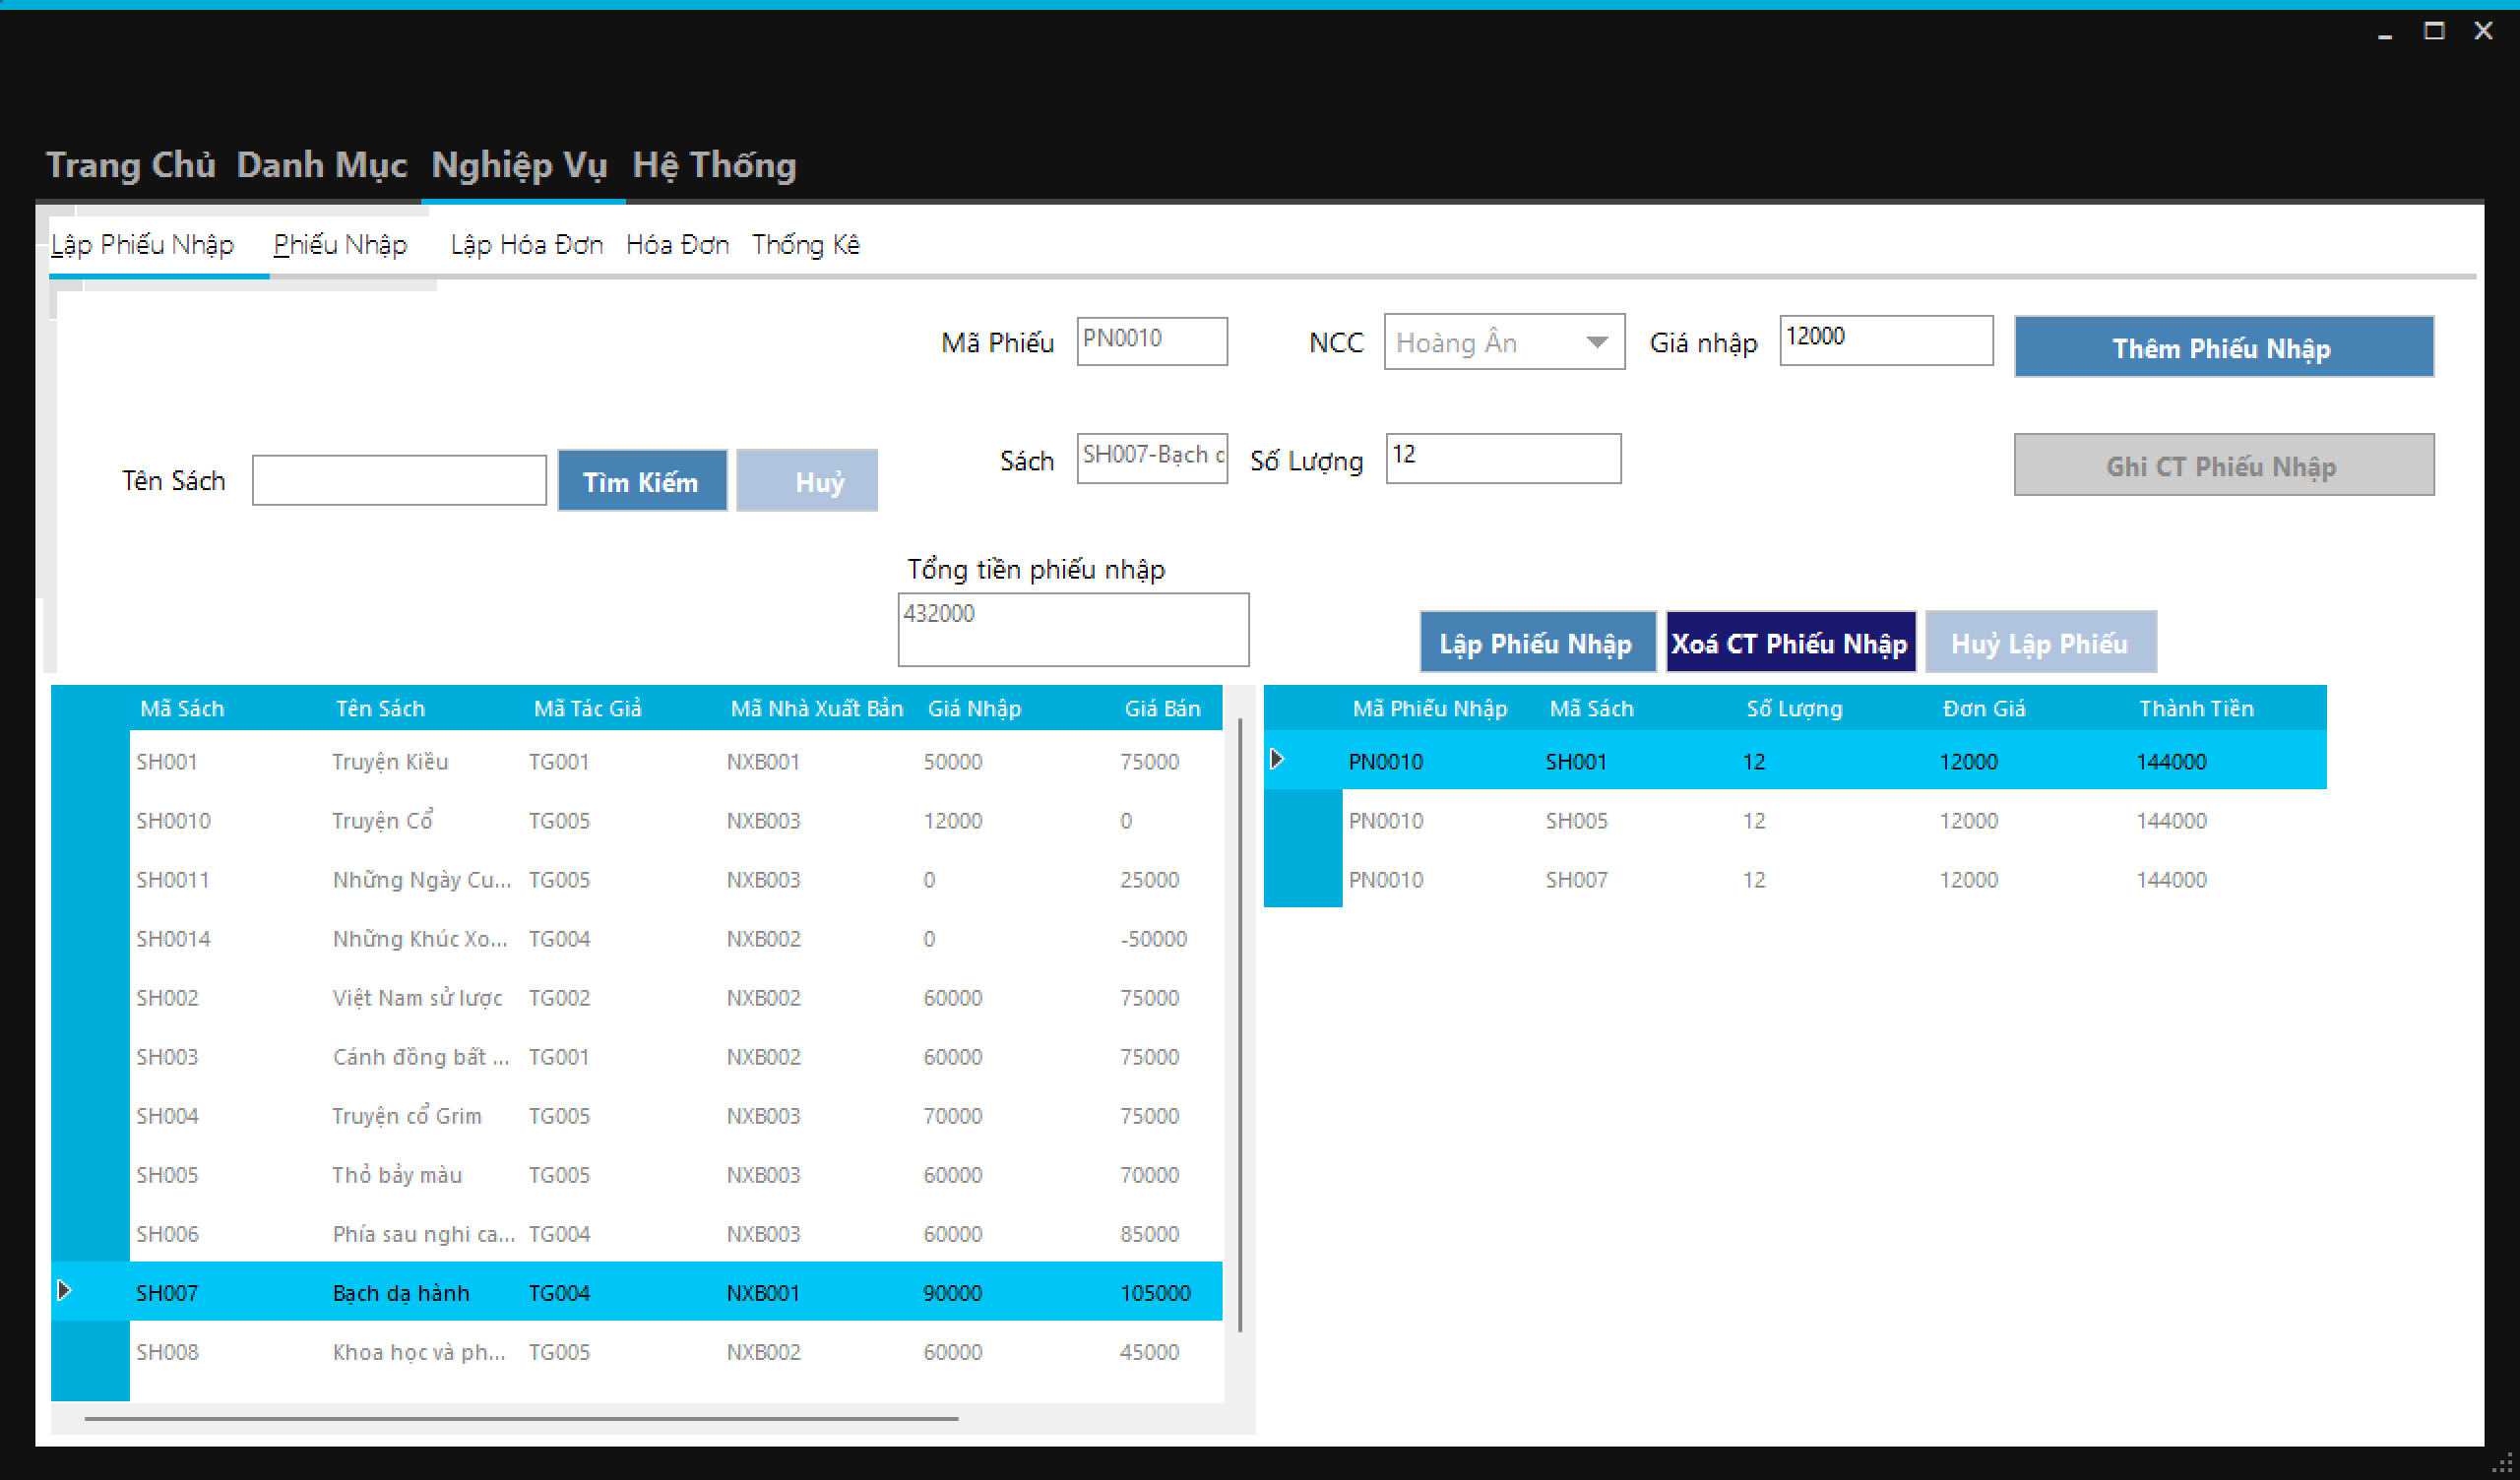 Trang Chủ Danh Mục Nghiệp Vụ Hệ Thống
Lập Phiếu Nhập Phiếu Nhập Lập Hóa Đơn Hóa Đơn Thống Kê
Mã Phiếu PN0010 NCC Hoàng Ân Giá nhập 12000 Thêm Phiếu Nhập
Tên Sách Tìm Kiếm Huỷ Sách SH007-Bạch Số Lượng 12 Ghi CT Phiếu Nhập
Tổng tiền phiếu nhập
432000
Lập Phiếu Nhập Xoá CT Phiếu Nhập Huỷ Lập Phiếu
Mã Sách Tên Sách Mã Tác Giả Mã Nhà Xuất Bản Giá Nhập Giá Bán
SH001 Truyện Kiều TG001 NXB001 50000 75000
SH0010 Truyện Cổ TG005 NXB003 12000 0
SH0011 Những Ngày Cu... TG005 NXB003 0 25000
SH0014 Những Khúc Xo... TG004 NXB002 0 -50000
SH002 Việt Nam sử lược TG002 NXB002 60000 75000
SH003 Cánh đồng bất ... TG001 NXB002 60000 75000
SH004 Truyện cổ Grim TG005 NXB003 70000 75000
SH005 Thỏ bẩy màu TG005 NXB003 60000 70000
SH006 Phía sau nghi ca... TG004 NXB003 60000 85000
SH007 Bạch dạ hành TG004 NXB001 90000 105000
SH008 Khoa học và ph... TG005 NXB002 60000 45000
Mã Phiếu Nhập Mã Sách Số Lượng Đơn Giá Thành Tiền
PN0010 SH001 12 12000 144000
PN0010 SH005 12 12000 144000
PN0010 SH007 12 12000 144000